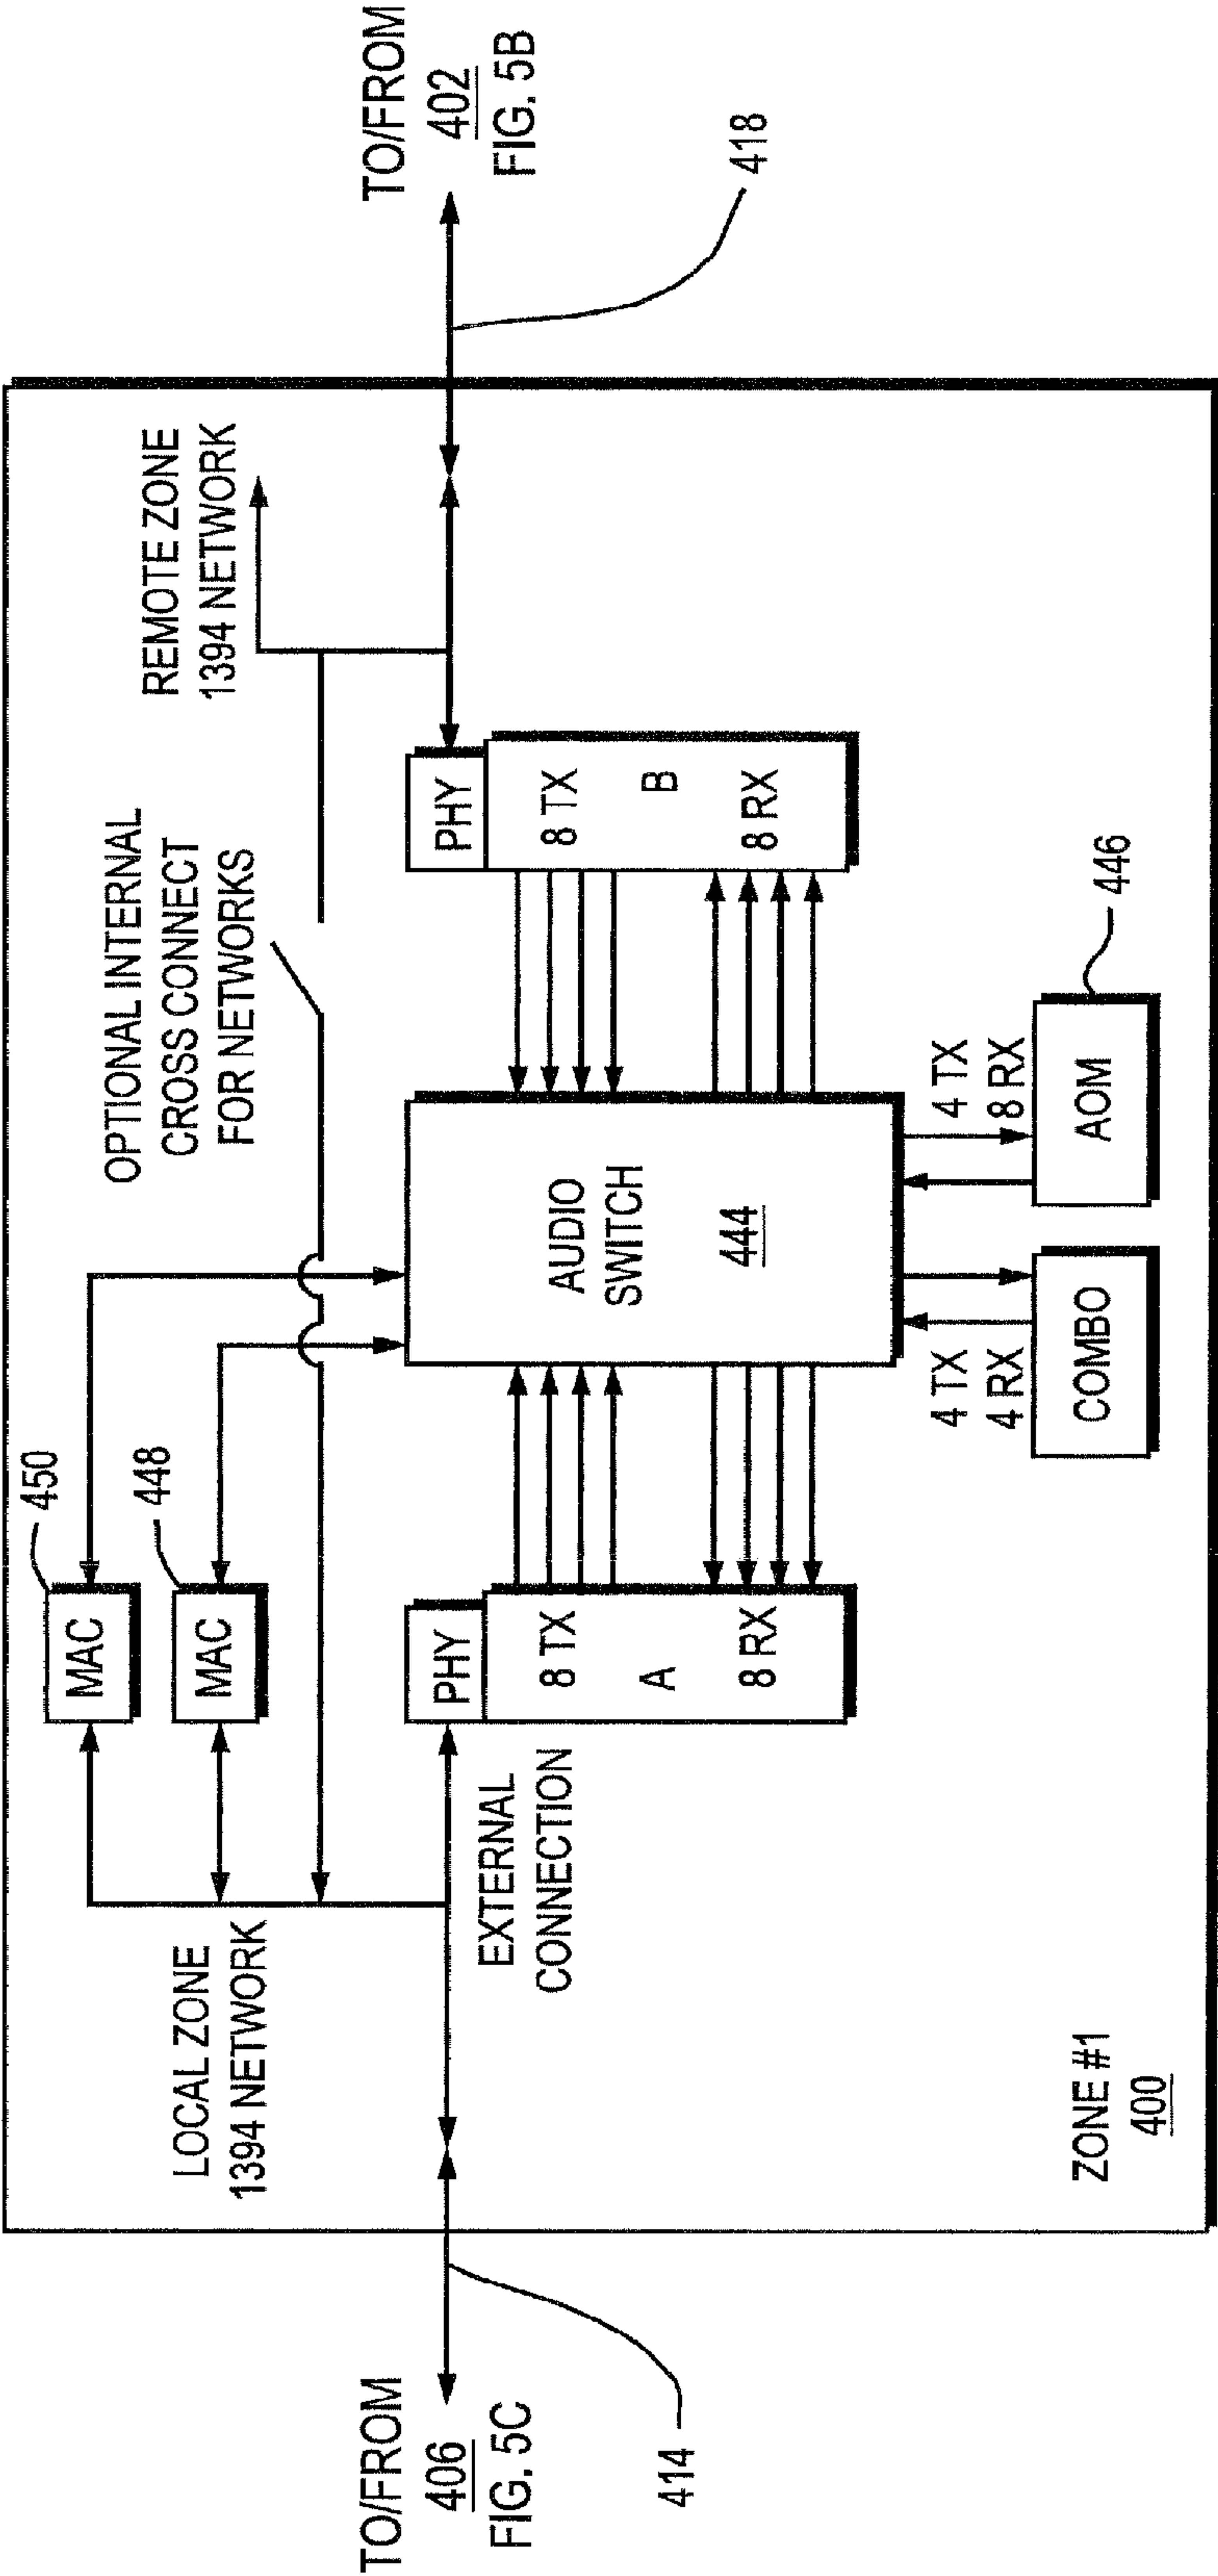 TO/FROM
406
FIG. 5C
414
LOCAL ZONE
1394 NETWORK
450
MAC
448
MAC
OPTIONAL INTERNAL
CROSS CONNECT
FOR NETWORKS
REMOTE ZONE
1394 NETWORK
TO/FROM
402
FIG. 5B
418
EXTERNAL
CONNECTION
PHY
8 TX
A
8 RX
AUDIO
SWITCH
444
PHY
8 TX
B
8 RX
4 TX
4 RX
COMBO
4 TX
8 RX
AOM
446
ZONE #1
400